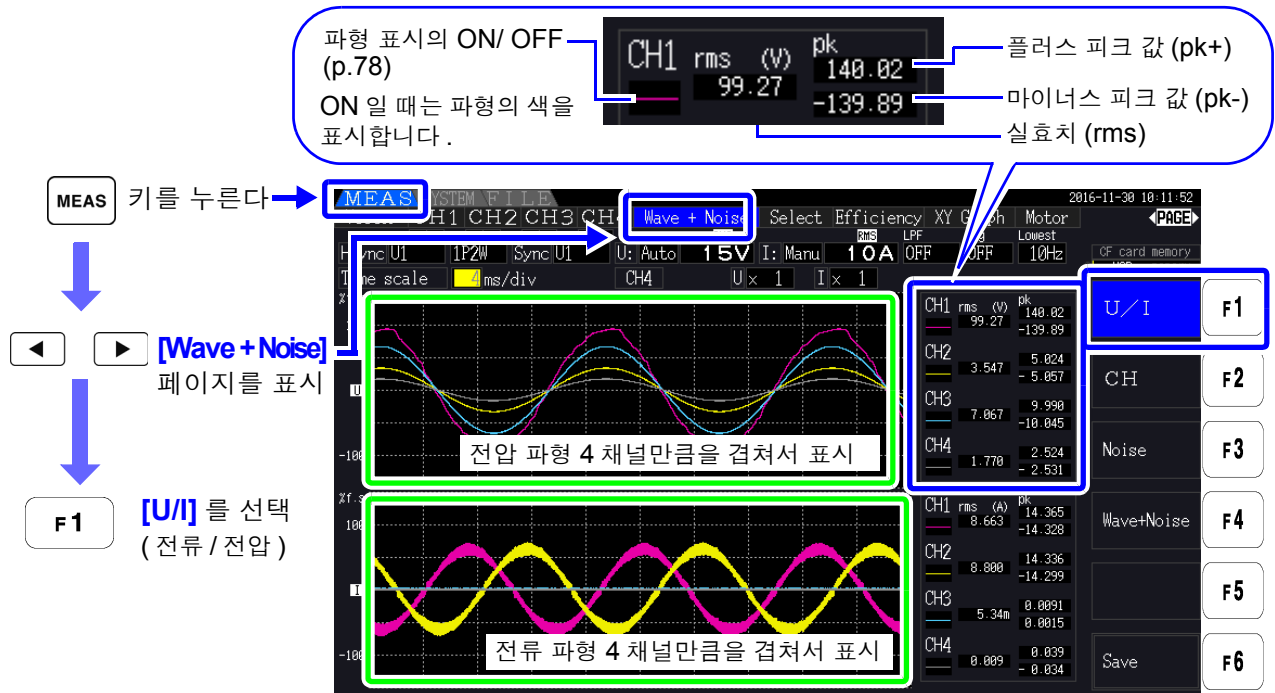 파형 표시의 ON/ OFF
(p.78)
ON 일 때는 파형의 색을
표시합니다 .
CH1 rms (V) pk
99.27
140.02
-139.89
플러스 피크 값 (pk+)
마이너스 피크 값 (pk-)
실효치 (rms)
MEAS 키를 누른다
[Wave + Noise]
페이지를 표시
F1 [U/I] 를 선택
( 전류 / 전압 )
MEAS SYSTEM FILE 2016-11-30 10:11:52
CH2 CH3 Wave + Noise Select Efficiency XY Motor PAGE
RMS LPF Lowest
U1 1P2W Sync U1 U: Auto 15V I: Manu 10A OFF OFF 10Hz CF card memory
scale 4 ms/div CH4 U x 1 I x 1
U
-100
전압 파형 4 채널만큼을 겹쳐서 표시
CH1 rms (V) pk
99.27 140.02
-139.89
CH2
3.547 5.024
- 5.057
CH3
7.067 9.990
-10.045
CH4
1.770 2.524
- 2.531
%f.s
100
I
-100
전류 파형 4 채널만큼을 겹쳐서 표시
CH1 rms (A) pk
8.663 14.365
-14.328
CH2
8.800 14.336
-14.299
CH3
5.34m 0.0091
0.0015
CH4
0.009 0.039
- 0.034
U/I F1
CH F2
Noise F3
Wave+Noise F4
F5
Save F6